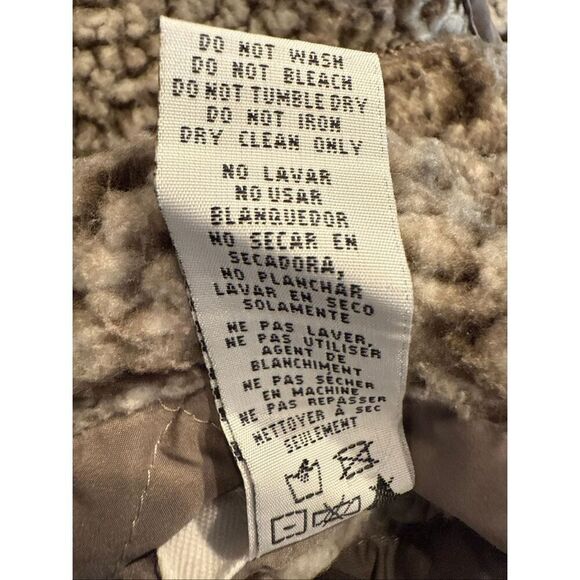 DO NOT WASH
DO NOT BLEACH
DO NOT TUMBLE DRY
DO NOT IRON
DRY CLEAN ONLY
NO LAVAR
NO USAR
BLANQUEDOR
NO SECAR EN
SECADORA,
NO PLANCHAR
LAVAR EN SECO
SOLAMENTE
NE PAS LAVER,
NE PAS UTILISER
AGENT DE
BLANCHIMENT
NE PAS SÉCHER
EN MACHINE
NE PAS REPASSER
NETTOYER À SEC
SEULEMENT